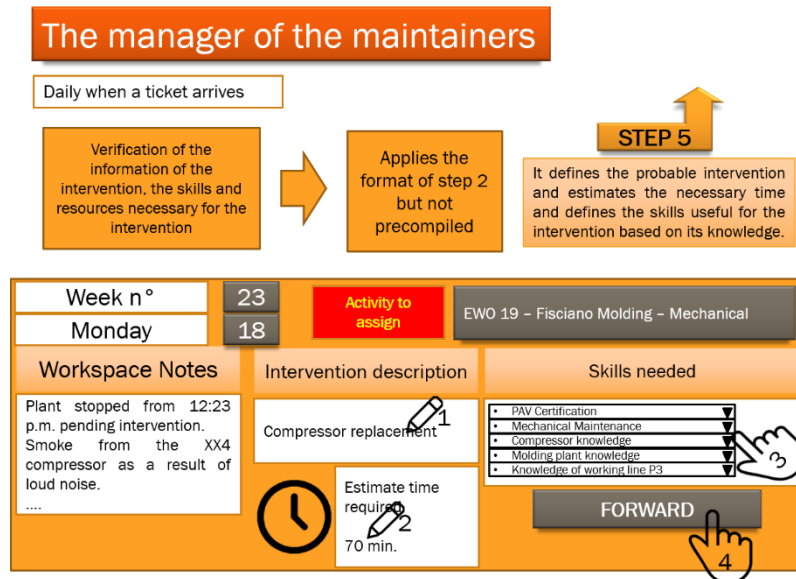 The manager of the maintainers
Daily when a ticket arrives
Verification of the
information of the
intervention, the skills and
resources necessary for the
intervention
Applies the
format of step 2
but not
precompiled
STEP 5
It defines the probable intervention
and estimates the necessary time
and defines the skills useful for the
intervention based on its knowledge.
Week n°
23
Monday
18
Activity to
assign
EWO 19 – Fisciano Molding – Mechanical
Workspace Notes
Plant stopped from 12:23
p.m. pending intervention.
Smoke from the XX4
compressor as a result of
loud noise.
....
Intervention description
Compressor replacement
1
Estimate time
required
2
70 min.
Skills needed
• PAV Certification
• Mechanical Maintenance
• Compressor knowledge
• Molding plant knowledge
• Knowledge of working line P3
3
FORWARD
4